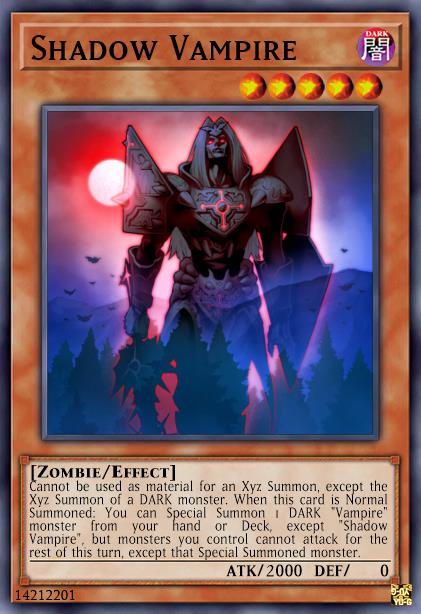 SHADOW VAMPIRE
DARK
闇
[ZOMBIE/EFFECT]
Cannot be used as material for an Xyz Summon, except the
Xyz Summon of a DARK monster. When this card is Normal
Summoned: You can Special Summon 1 DARK "Vampire"
monster from your hand or Deck, except "Shadow
Vampire", but monsters you control cannot attack for the
rest of this turn, except that Special Summoned monster.
ATK/2000 DEF/ 0
14212201